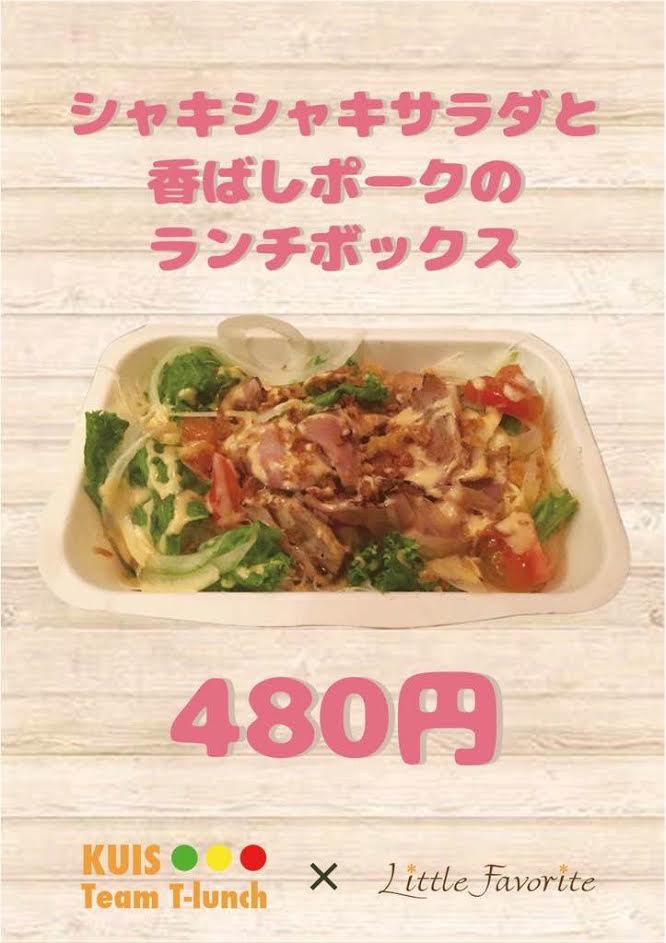 シャキシャキサラダと
香ばしポークの
ランチボックス
480円
KUIS
Team T-lunch
×
Little Favorite